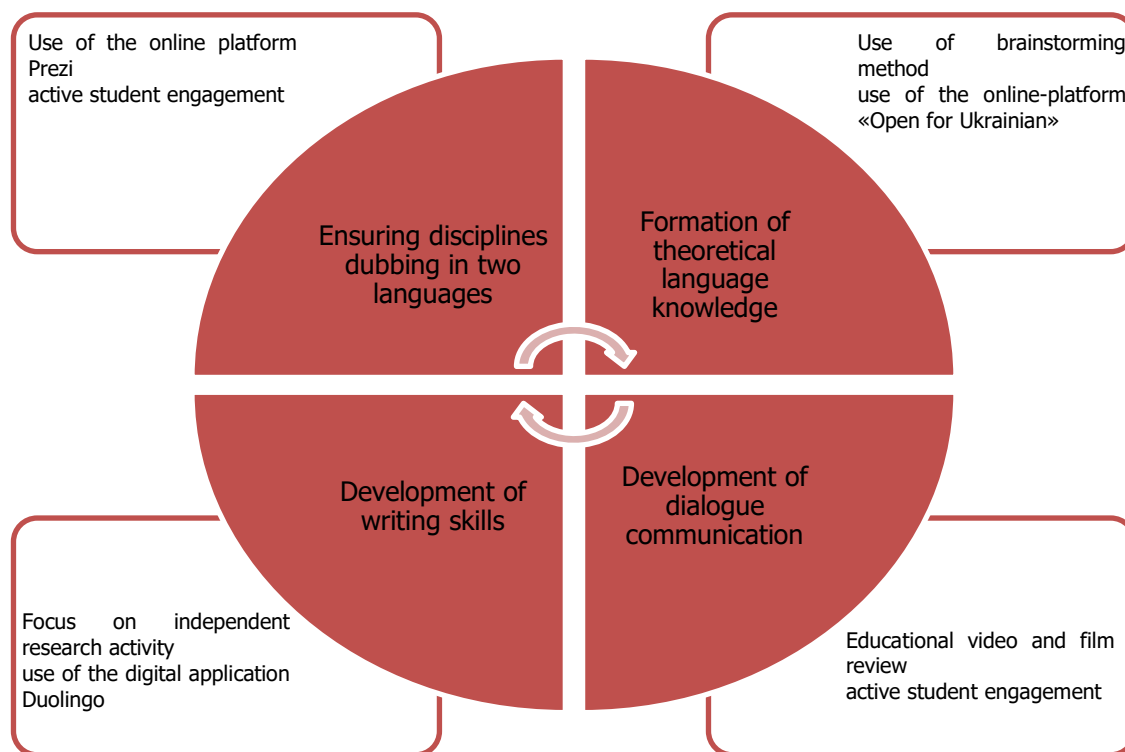 Use of the online platform
Prezi
active student engagement
Use of brainstorming
method
use of the online-platform
«Open for Ukrainian»
Ensuring disciplines
dubbing in two
languages
Formation of
theoretical
language
knowledge
Development of
writing skills
Development of
dialogue
communication
Focus on independent
research activity
use of the digital application
Duolingo
Educational video and film
review
active student engagement